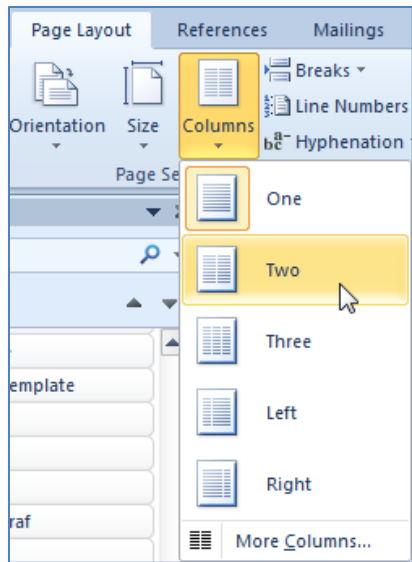 Page Layout References Mailings
Breaks
Line Numbers
Orientation Size Columns
Hyphenation
Page Se
One
Two
Three
emplate
Left
Right
raf
More Columns...